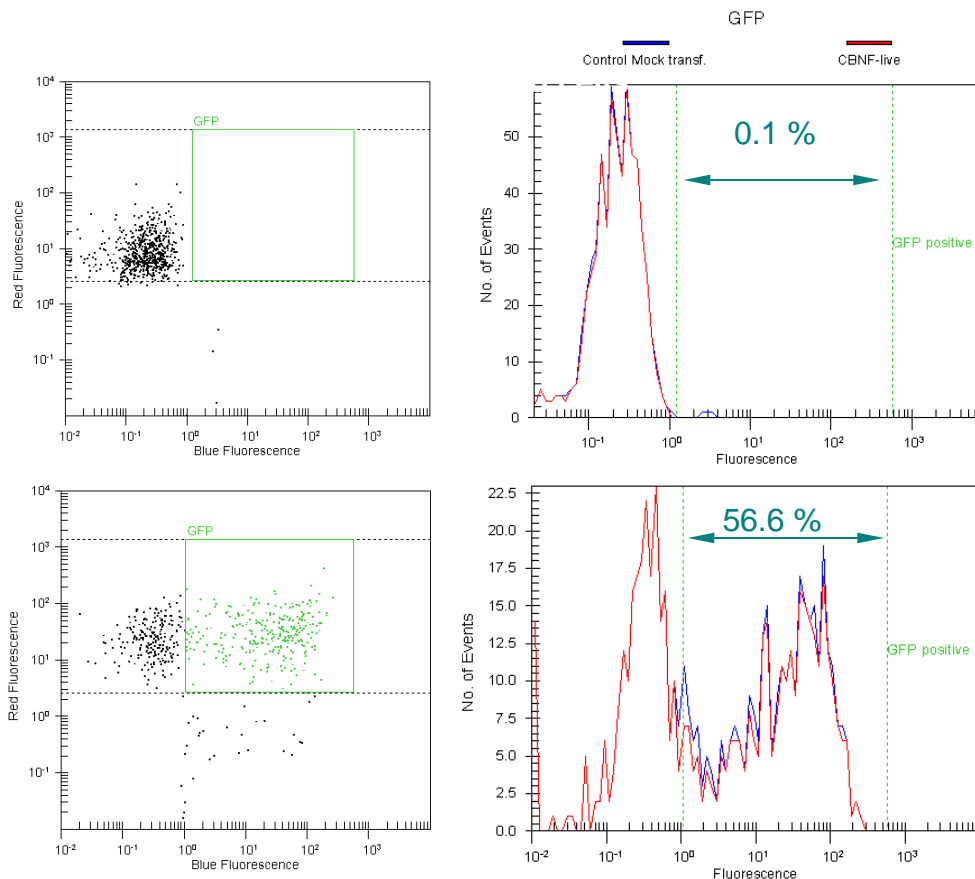 GFP
Control Mock transf.
CBNF-live
10⁴
10³
10²
10¹
10⁰
10⁻¹
Red Fluorescence
GFP
10⁻² 10⁻¹ 10⁰ 10¹ 10² 10³
Blue Fluorescence
50
40
30
20
10
0
No. of Events
0.1 %
GFP positive
10⁻¹ 10⁰ 10¹ 10² 10³
Fluorescence
10⁴
10³
10²
10¹
10⁰
10⁻¹
Red Fluorescence
GFP
10⁻² 10⁻¹ 10⁰ 10¹ 10² 10³
Blue Fluorescence
22.5
20.0
17.5
15.0
12.5
10.0
7.5
5.0
2.5
0.0
No. of Events
56.6 %
GFP positive
10⁻² 10⁻¹ 10⁰ 10¹ 10² 10³
Fluorescence